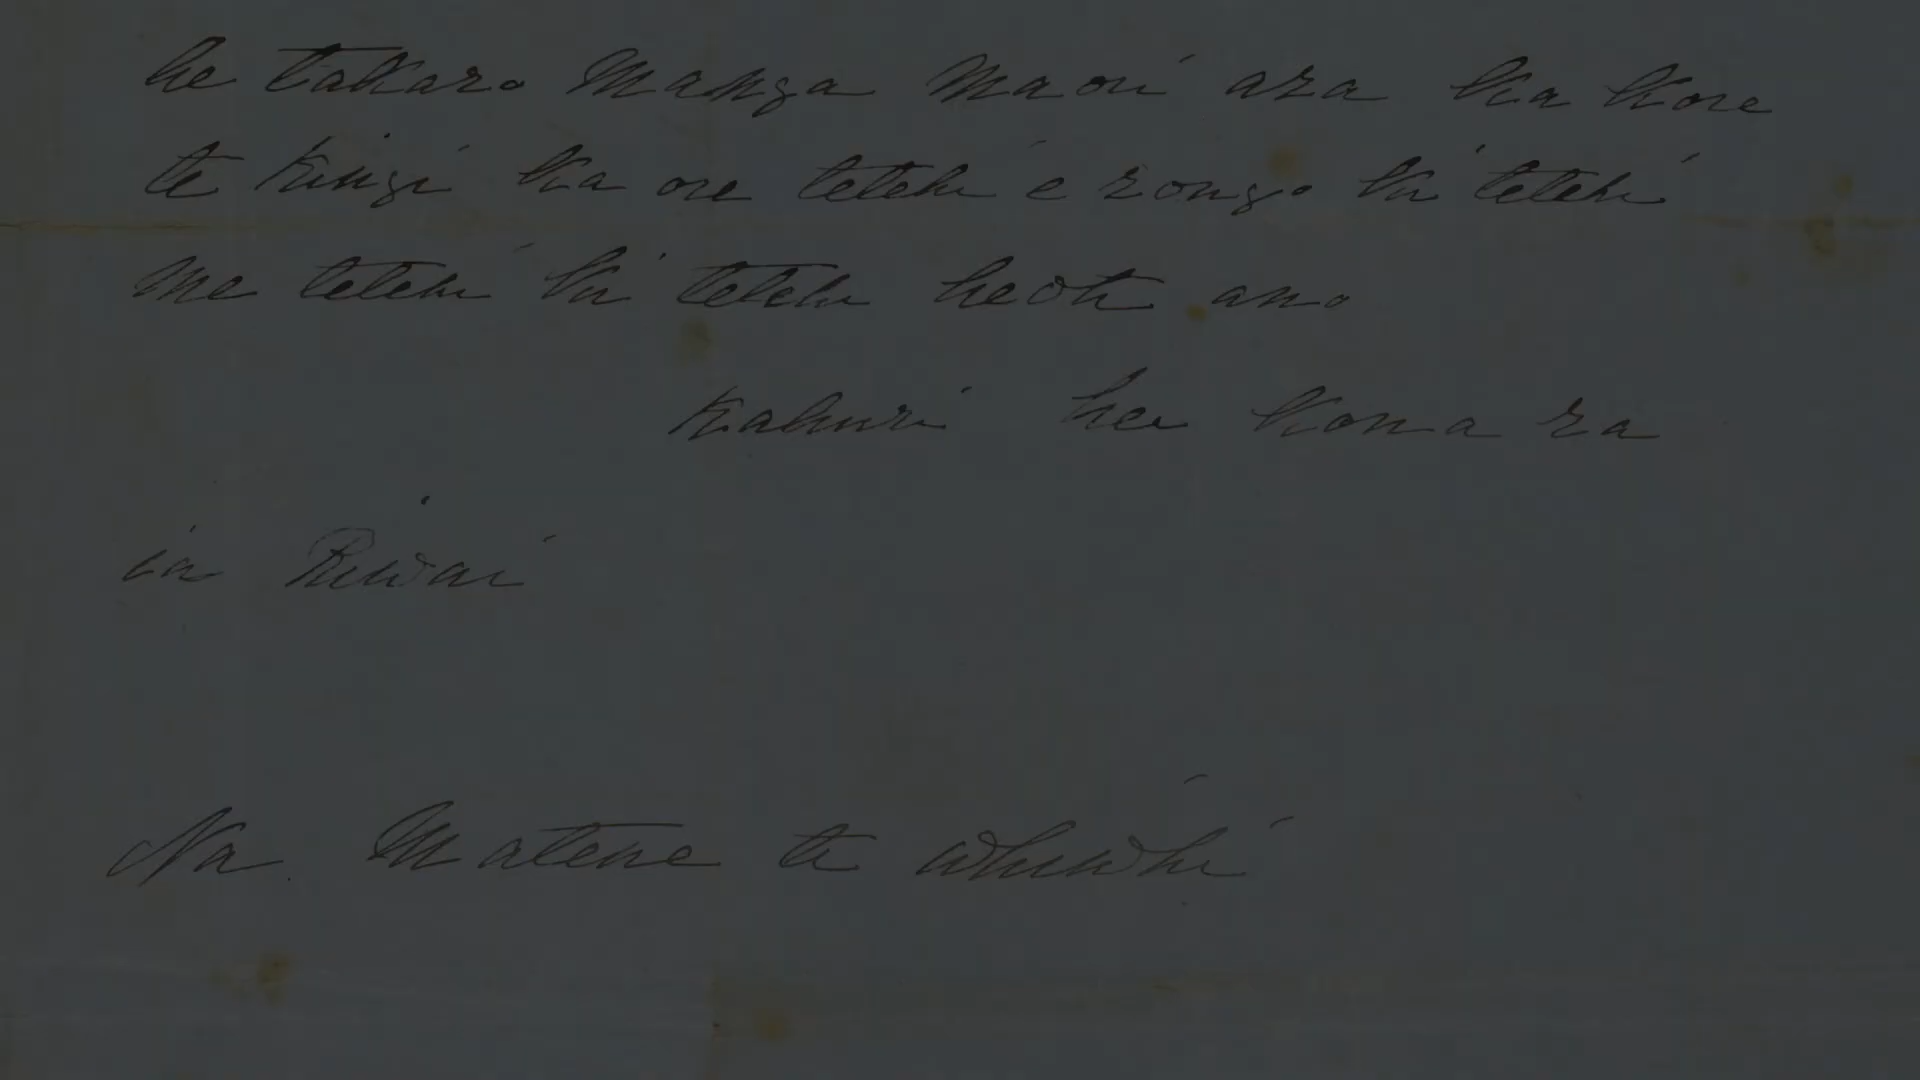 he takaro Manga Maori ara ka kore
te Kingi ka ore tetehi e rongo ki tetehi
me tetehi ki tetehi heoti ano
Kahuri hei kona ra
ia Riwai
Na Matene te Whiwhi